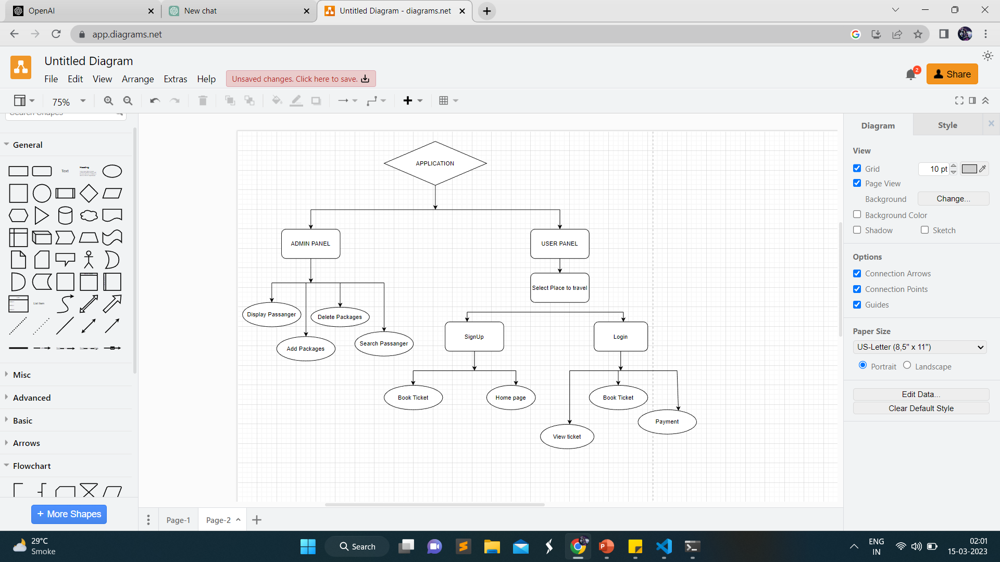 OpenAI
New chat
Untitled Diagram - diagrams.net
app.diagrams.net
Untitled Diagram
File Edit View Arrange Extras Help
Unsaved changes. Click here to save.
2
Share
75%
Search Shapes
General
Text
Heading
List Item
Misc
Advanced
Basic
Arrows
Flowchart
+ More Shapes
APPLICATION
ADMIN PANEL
USER PANEL
Select Place to travel
Display Passanger
Delete Packages
Add Packages
Search Passanger
SignUp
Login
Book Ticket
Home page
Book Ticket
Payment
View ticket
Diagram
Style
View
Grid
10 pt
Page View
Background
Change...
Background Color
Shadow
Sketch
Options
Connection Arrows
Connection Points
Guides
Paper Size
US-Letter (8,5" x 11")
Portrait
Landscape
Edit Data...
Clear Default Style
Page-1
Page-2
29°C
Smoke
Search
ENG
IN
02:01
15-03-2023